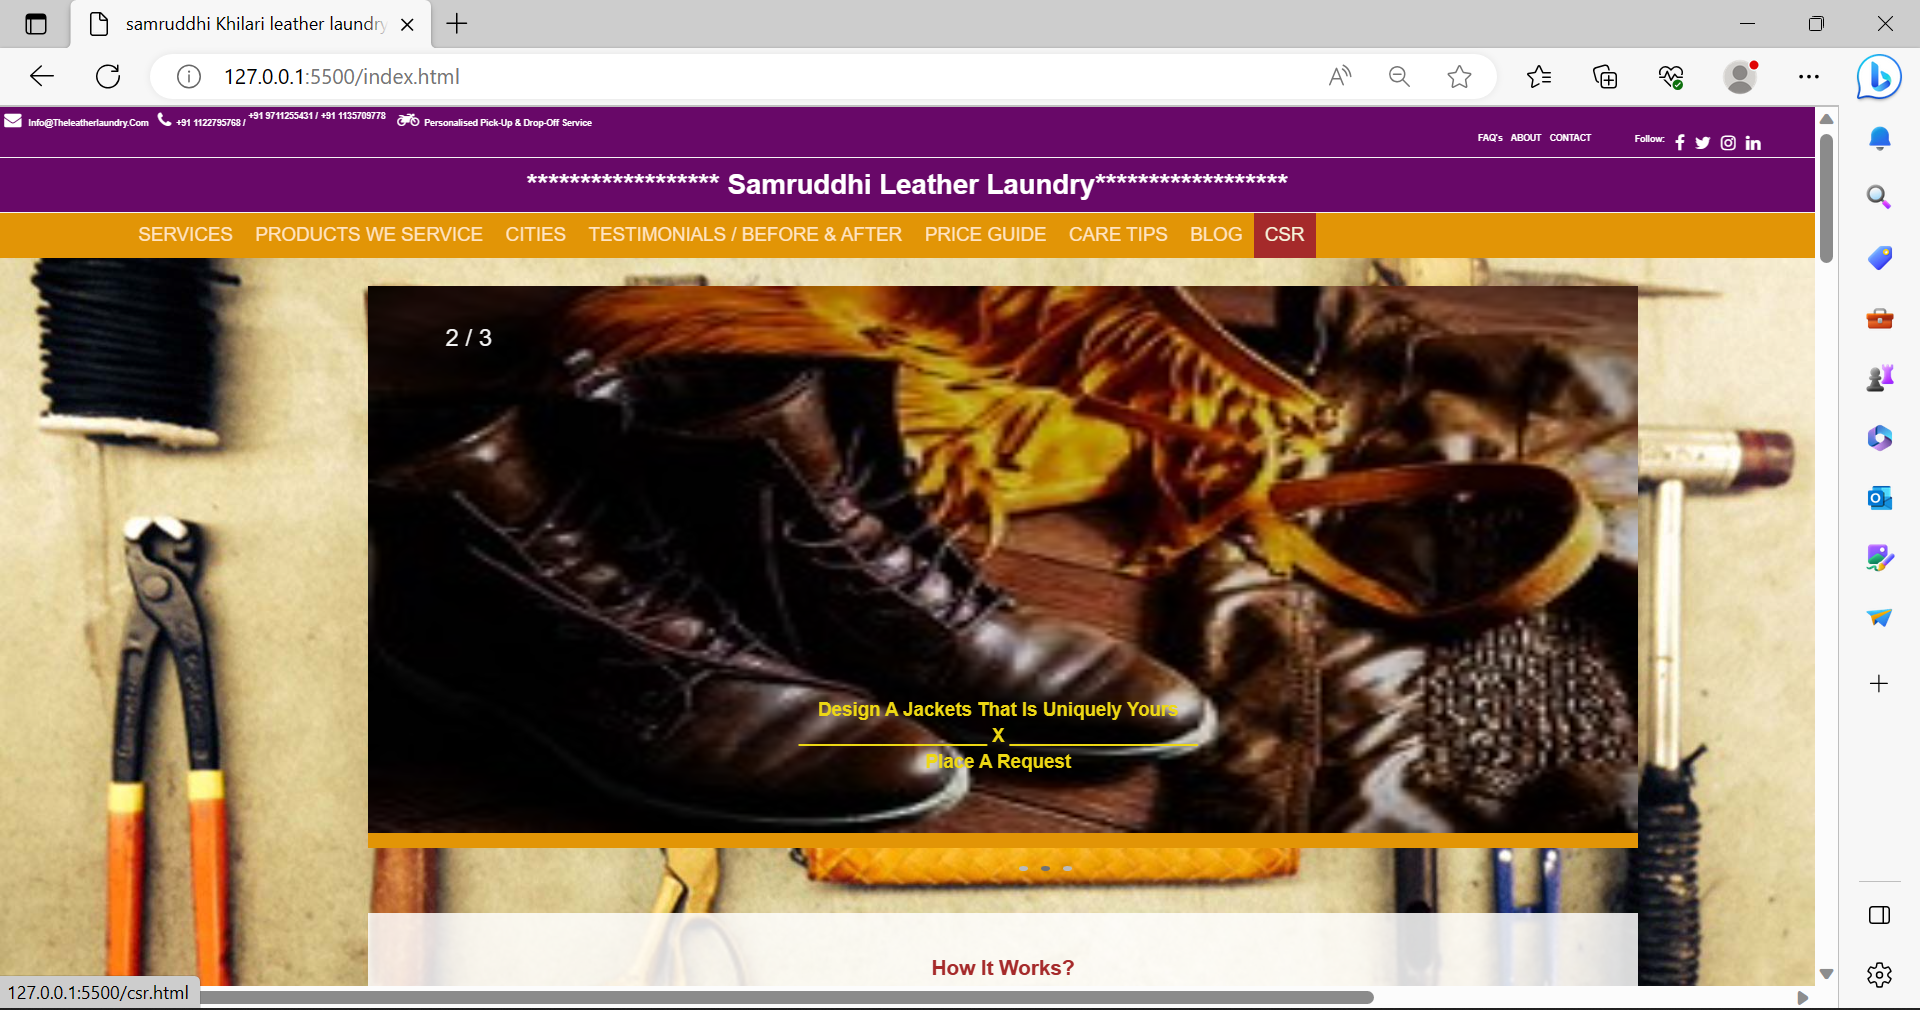 samruddhi Khilari leather laundry
127.0.0.1:5500/index.html
Info@Theleatherlaundry.Com +91 1122795768 / +91 9711255431 / +91 1135709778 Personalised Pick-Up & Drop-Off Service
FAQ's ABOUT CONTACT Follow:
****************** Samruddhi Leather Laundry******************
SERVICES PRODUCTS WE SERVICE CITIES TESTIMONIALS / BEFORE & AFTER PRICE GUIDE CARE TIPS BLOG CSR
2 / 3
Design A Jackets That Is Uniquely Yours
__________________ X __________________
Place A Request
How It Works?
127.0.0.1:5500/csr.html